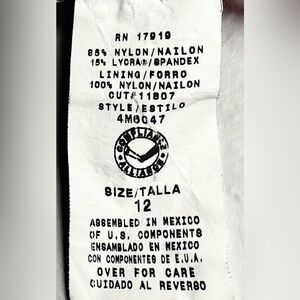 RN 17919
85% NYLON/NAILON
15% LYCRA®/SPANDEX
LINING/FORRO
100% NYLON/NAILON
CUT#11807
STYLE/ESTILO
4M6047
COMPLIANCE
ALLIANCE
SIZE/TALLA
12
ASSEMBLED IN MEXICO
OF U.S. COMPONENTS
ENSAMBLADO EN MEXICO
CON COMPONENTES DE E.U.A.
OVER FOR CARE
CUIDADO AL REVERSO